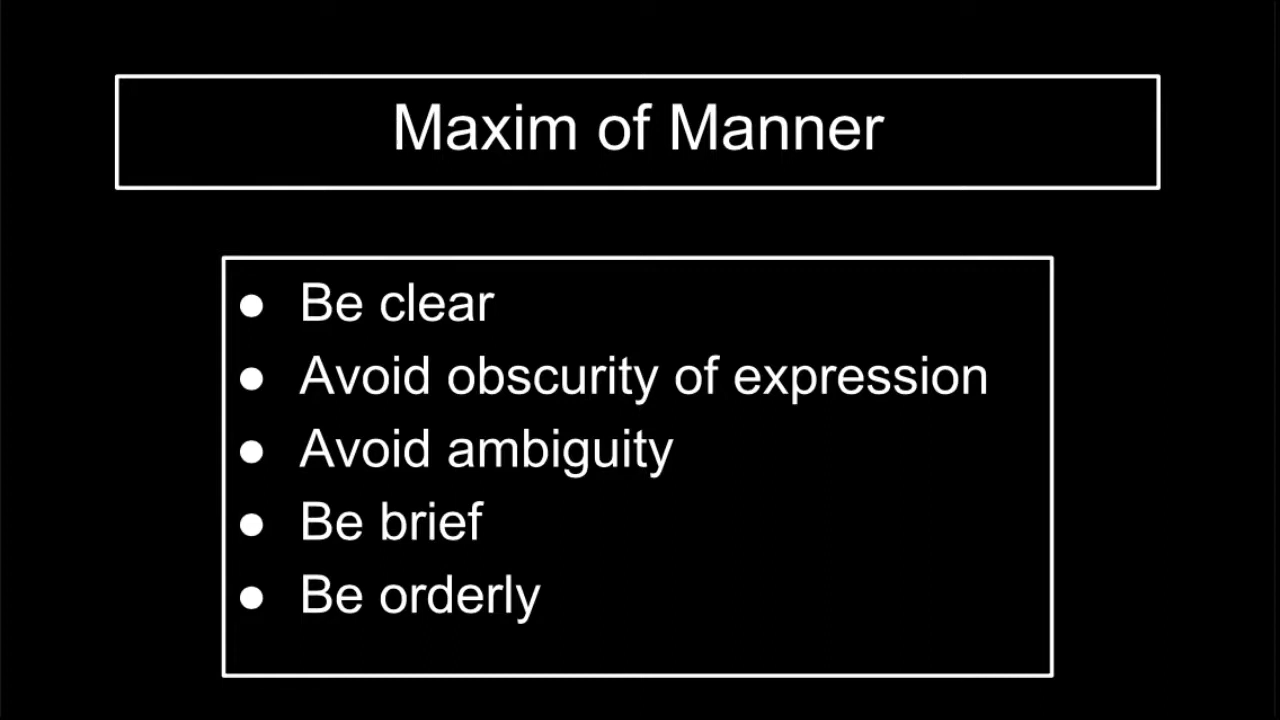 Maxim of Manner
● Be clear
● Avoid obscurity of expression
● Avoid ambiguity
● Be brief
● Be orderly